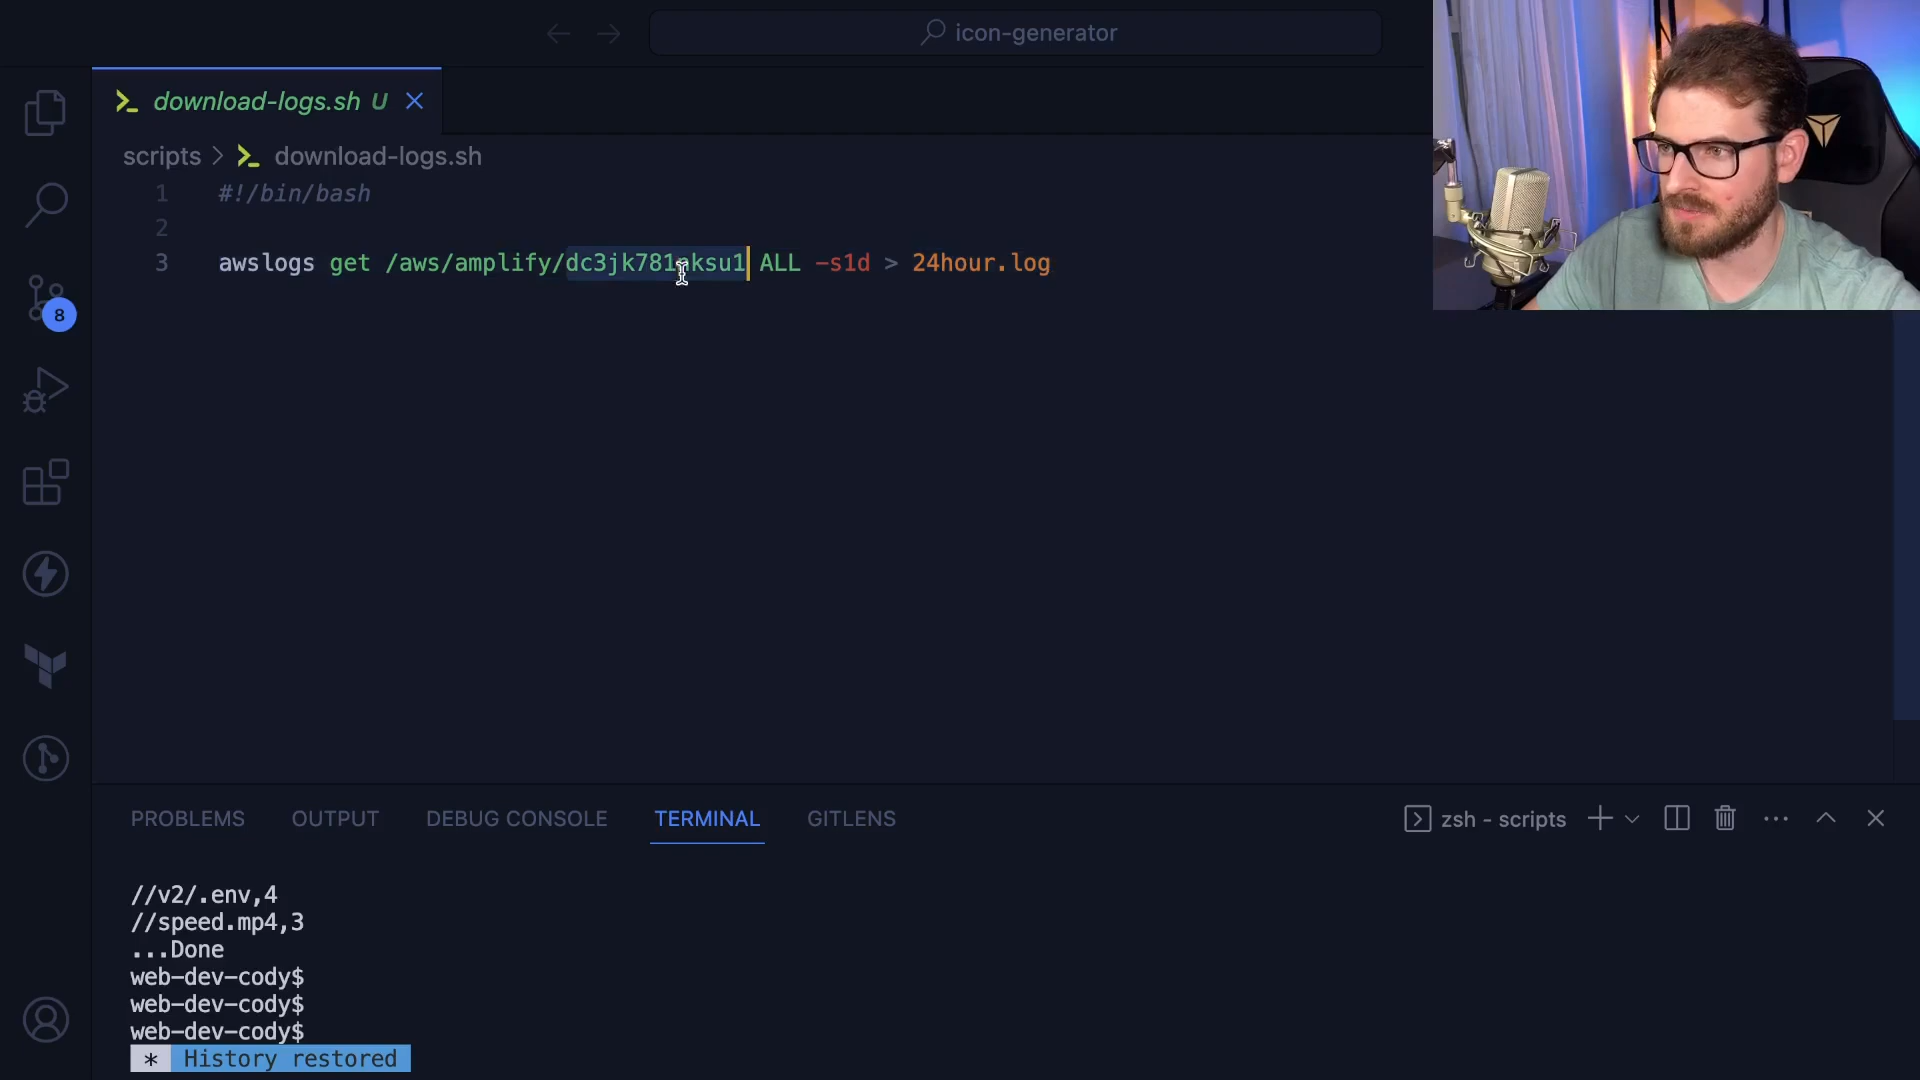 icon-generator
download-logs.sh U
scripts > download-logs.sh
1 #!/bin/bash
2
3 awslogs get /aws/amplify/dc3jk781nksu1 ALL -s1d > 24hour.log
8
PROBLEMS OUTPUT DEBUG CONSOLE TERMINAL GITLENS zsh - scripts
//v2/.env,4
//speed.mp4,3
...Done
web-dev-cody$
web-dev-cody$
web-dev-cody$
* History restored